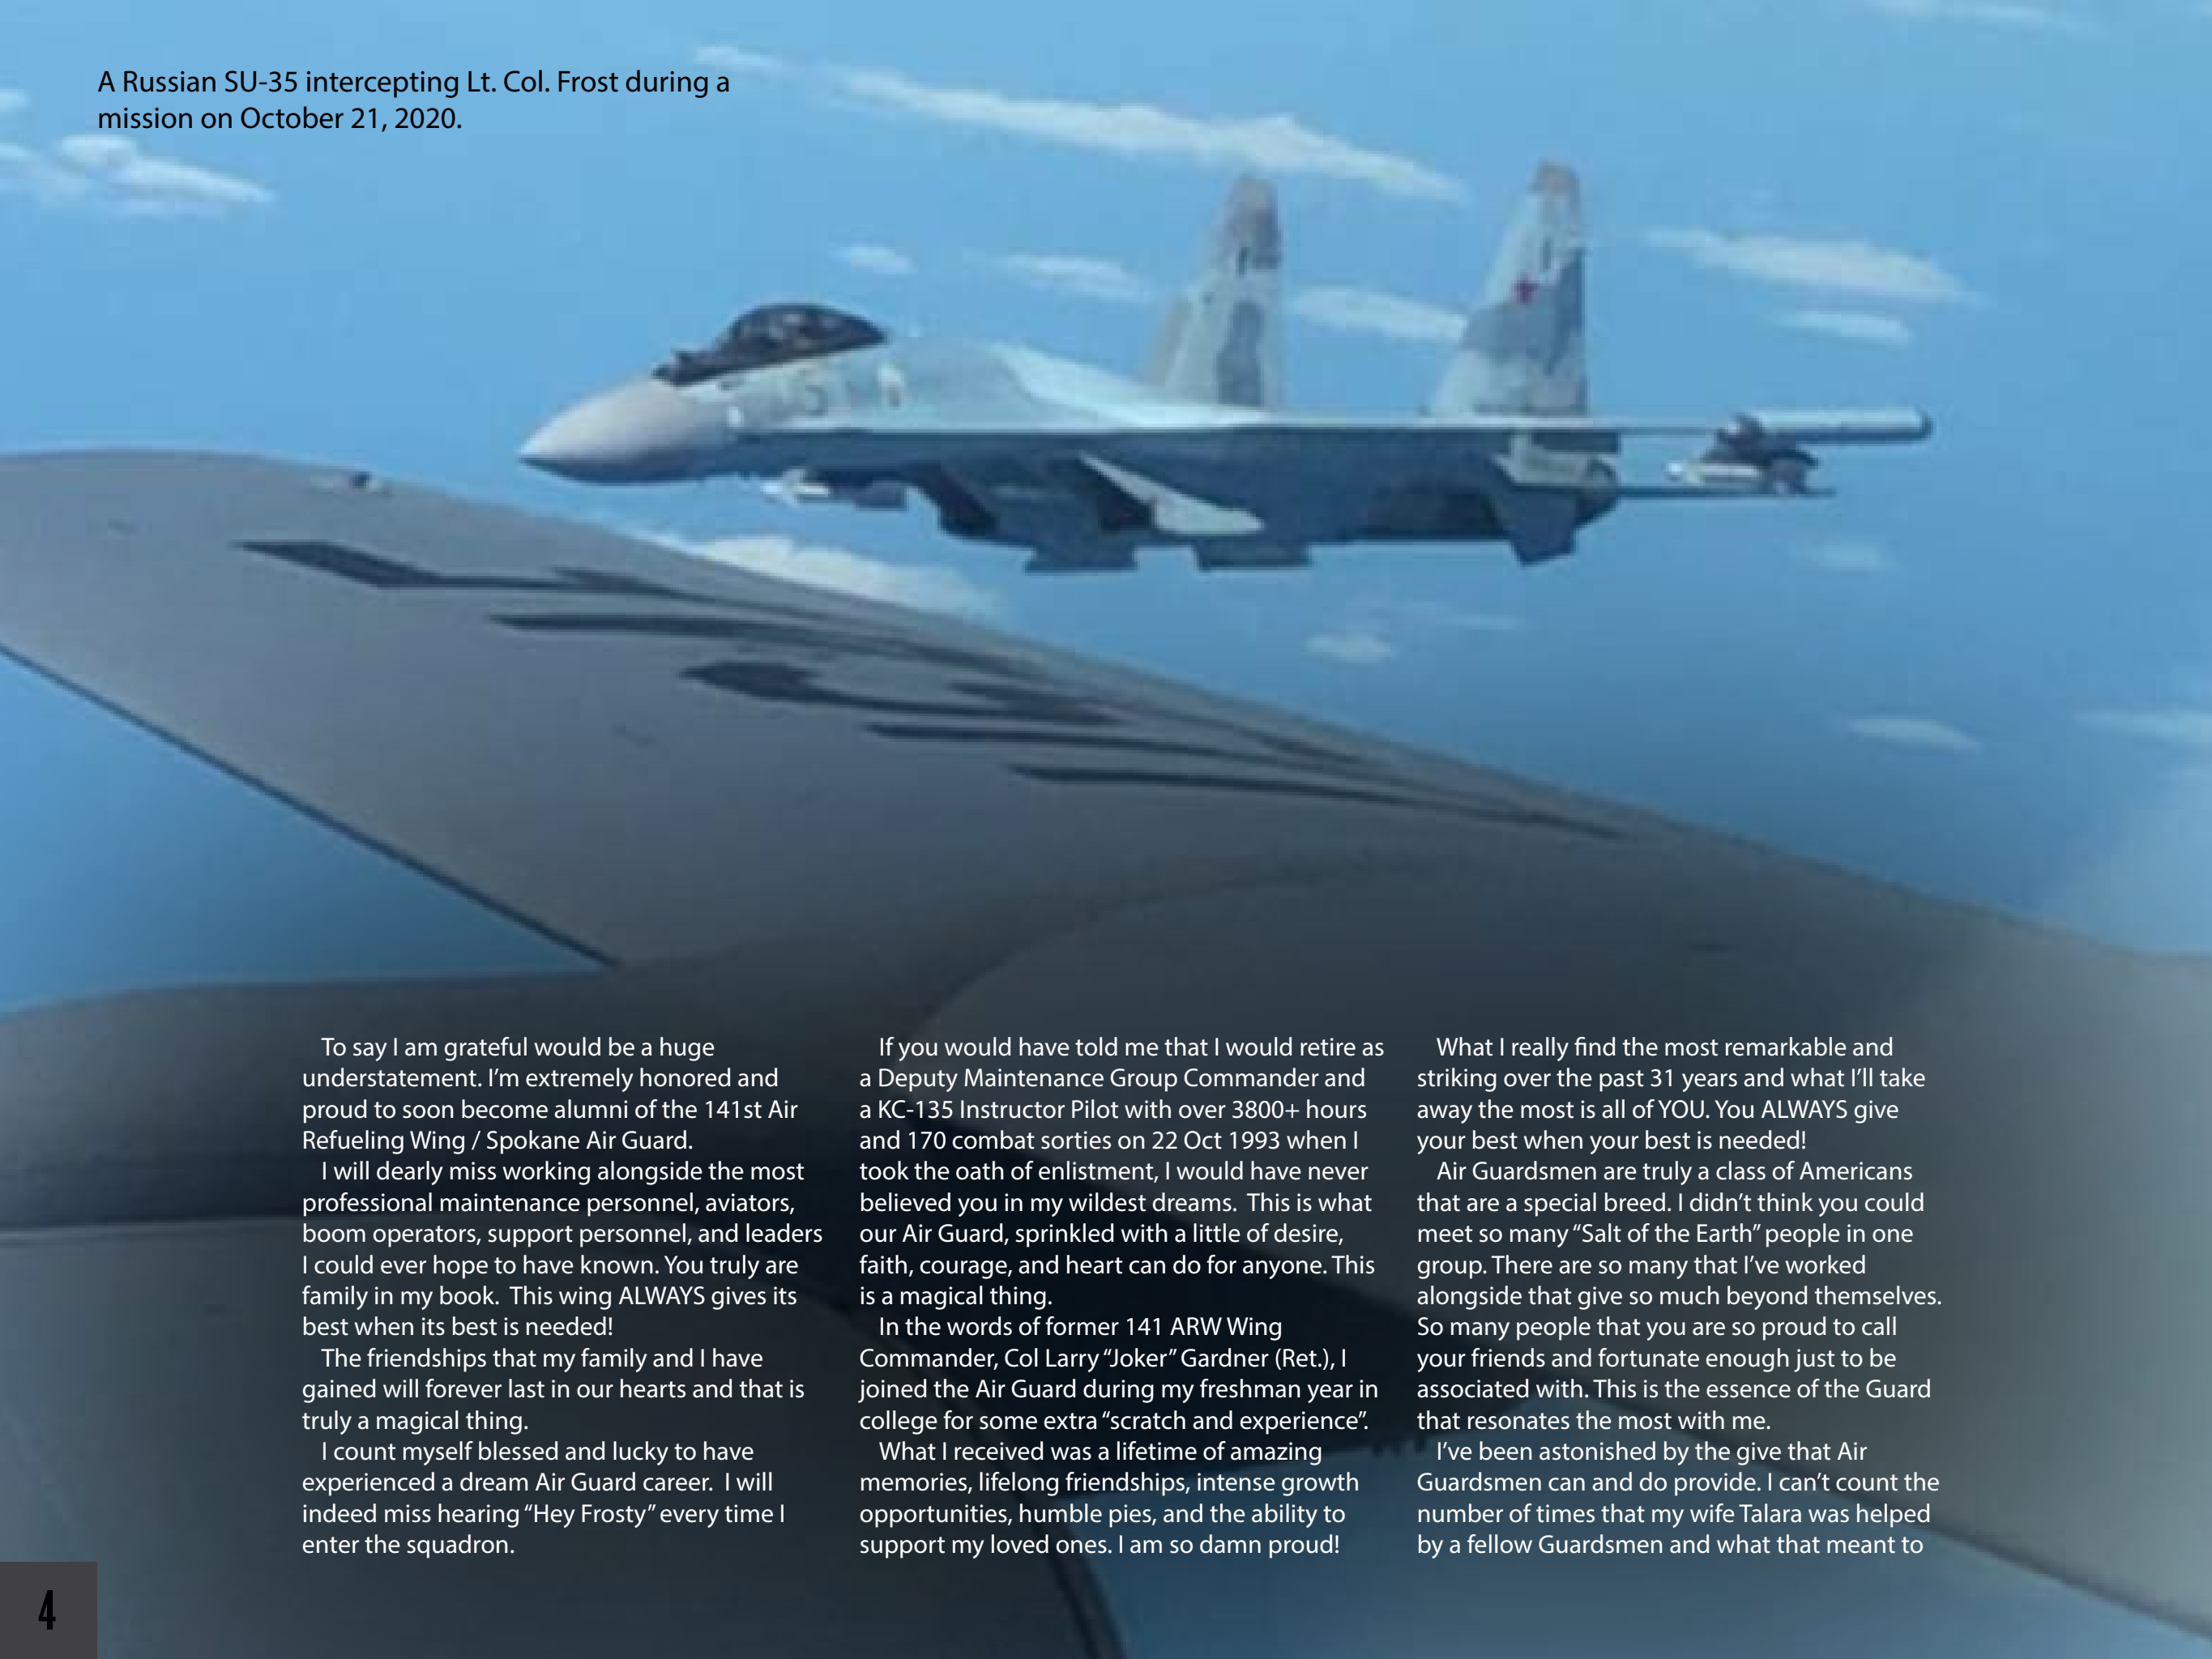 A Russian SU-35 intercepting Lt. Col. Frost during a
mission on October 21, 2020.
To say I am grateful would be a huge
understatement. I’m extremely honored and
proud to soon become alumni of the 141st Air
Refueling Wing / Spokane Air Guard.
I will dearly miss working alongside the most
professional maintenance personnel, aviators,
boom operators, support personnel, and leaders
I could ever hope to have known. You truly are
family in my book.  This wing ALWAYS gives its
best when its best is needed!
The friendships that my family and I have
gained will forever last in our hearts and that is
truly a magical thing.
I count myself blessed and lucky to have
experienced a dream Air Guard career.  I will
indeed miss hearing “Hey Frosty” every time I
enter the squadron.
If you would have told me that I would retire as
a Deputy Maintenance Group Commander and
a KC-135 Instructor Pilot with over 3800+ hours
and 170 combat sorties on 22 Oct 1993 when I
took the oath of enlistment, I would have never
believed you in my wildest dreams.  This is what
our Air Guard, sprinkled with a little of desire,
faith, courage, and heart can do for anyone. This
is a magical thing.
In the words of former 141 ARW Wing
Commander, Col Larry “Joker” Gardner (Ret.), I
joined the Air Guard during my freshman year in
college for some extra “scratch and experience”.
What I received was a lifetime of amazing
memories, lifelong friendships, intense growth
opportunities, humble pies, and the ability to
support my loved ones. I am so damn proud!
What I really find the most remarkable and
striking over the past 31 years and what I’ll take
away the most is all of YOU. You ALWAYS give
your best when your best is needed!
Air Guardsmen are truly a class of Americans
that are a special breed. I didn’t think you could
meet so many “Salt of the Earth” people in one
group. There are so many that I’ve worked
alongside that give so much beyond themselves.
So many people that you are so proud to call
your friends and fortunate enough just to be
associated with. This is the essence of the Guard
that resonates the most with me.
I’ve been astonished by the give that Air
Guardsmen can and do provide. I can’t count the
number of times that my wife Talara was helped
by a fellow Guardsmen and what that meant to
4